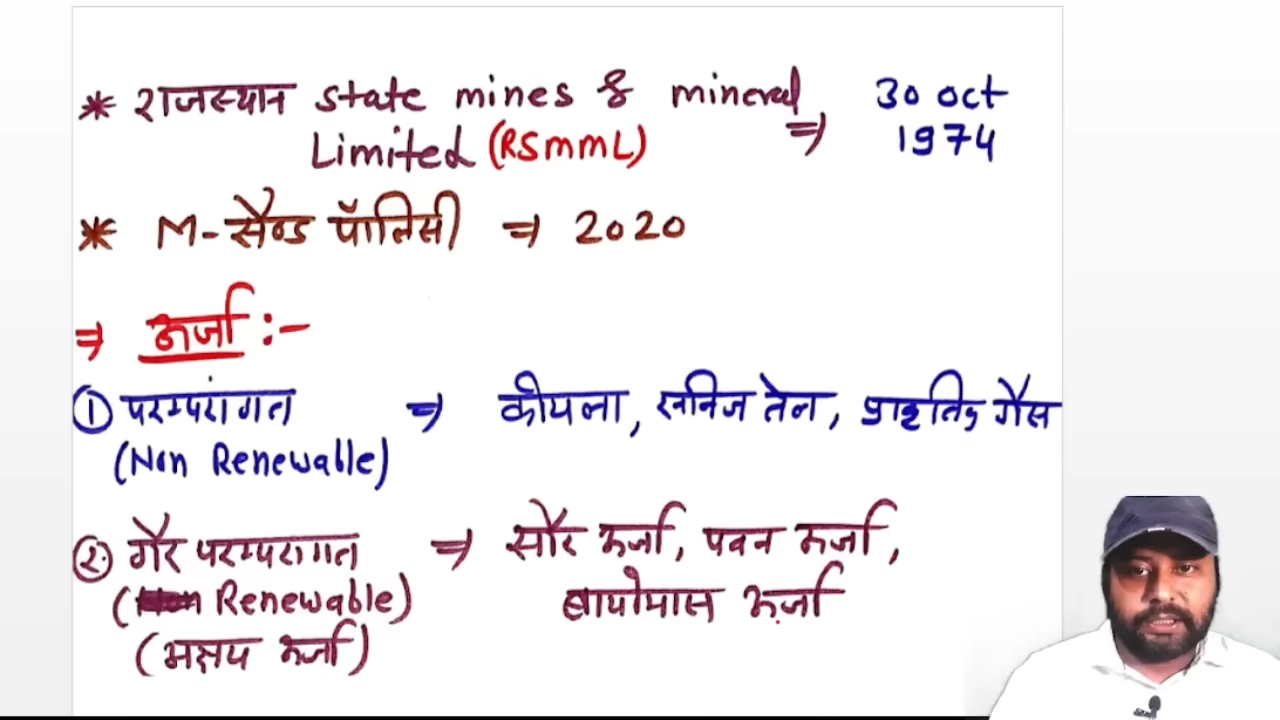 * राजस्थान state mines & mineral ⇒ 30 oct
Limited (RSMML) 1974
* M-सैण्ड पॉलिसी ⇒ 2020
⇒ ऊर्जा :-
① परम्परागत ⇒ कोयला, खनिज तेल, प्राकृतिक गैस
(Non Renewable)
② गैर परम्परागत ⇒ सौर ऊर्जा, पवन ऊर्जा,
(Renewable) बायोमास ऊर्जा
(अक्षय ऊर्जा)